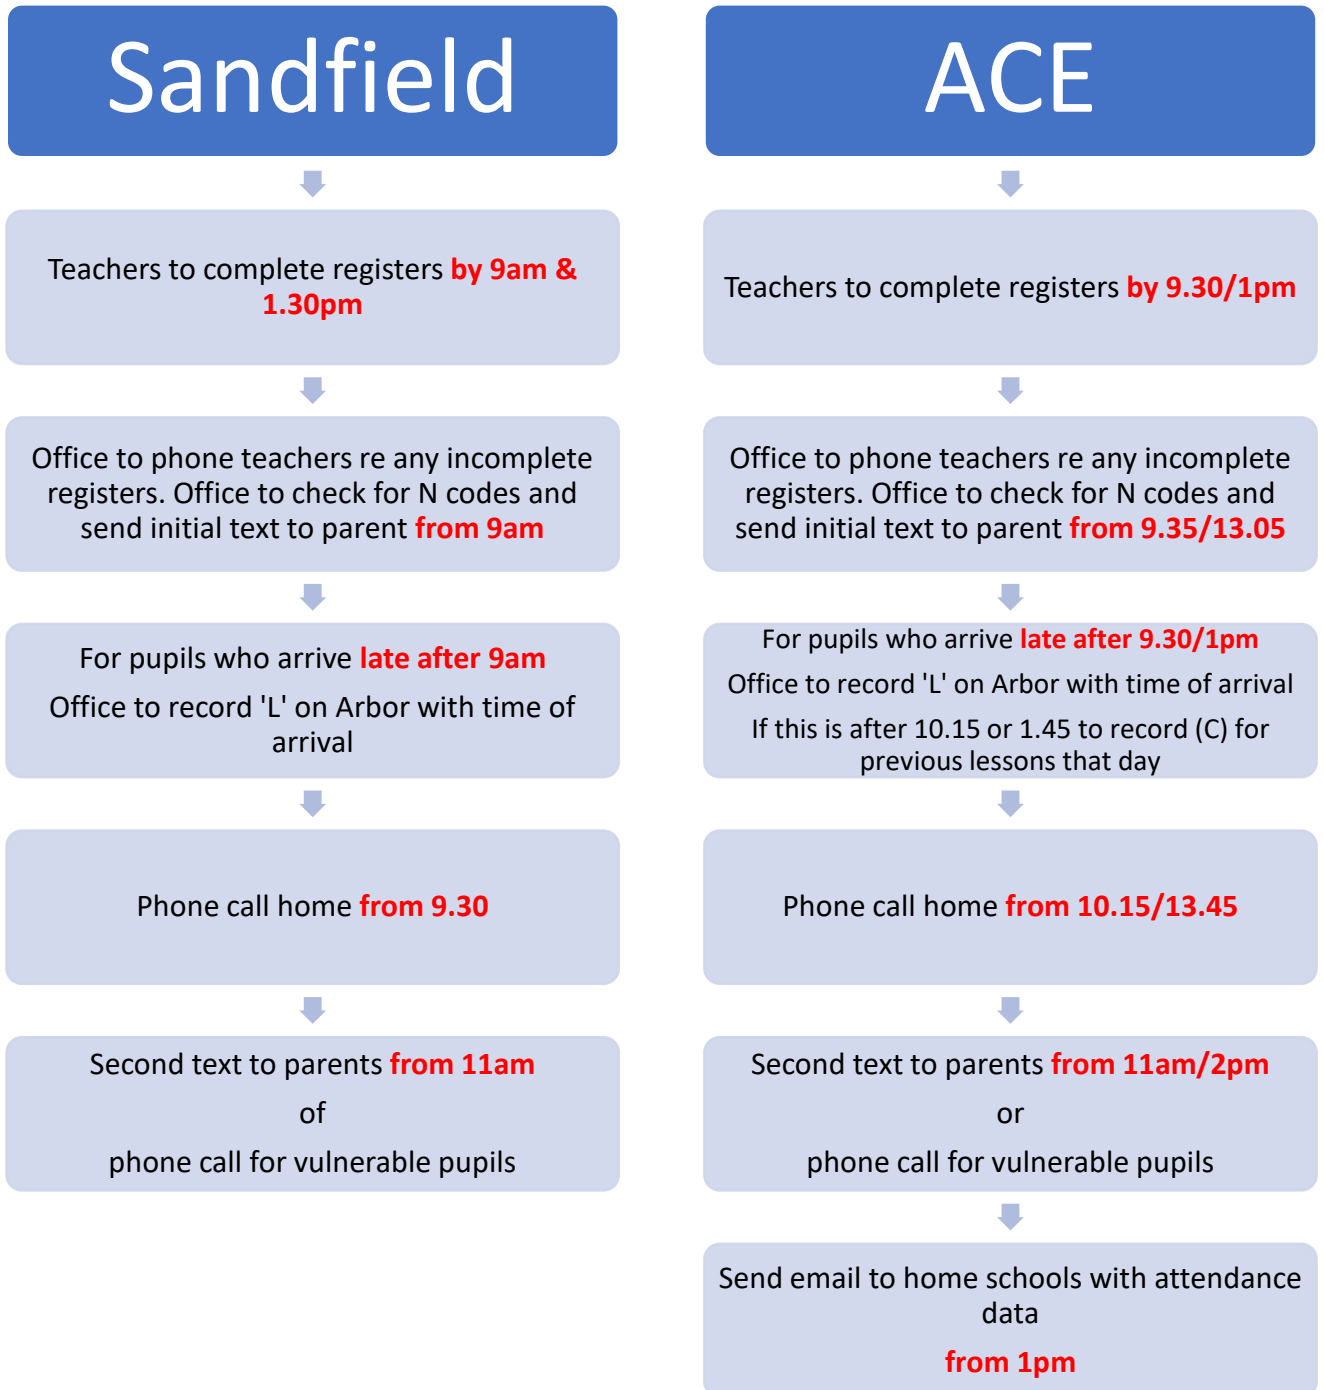 Sandfield
Teachers to complete registers by 9am &
1.30pm
Office to phone teachers re any incomplete
registers. Office to check for N codes and
send initial text to parent from 9am
For pupils who arrive late after 9am
Office to record 'L' on Arbor with time of
arrival
Phone call home from 9.30
Second text to parents from 11am
of
phone call for vulnerable pupils
ACE
Teachers to complete registers by 9.30/1pm
Office to phone teachers re any incomplete
registers. Office to check for N codes and
send initial text to parent from 9.35/13.05
For pupils who arrive late after 9.30/1pm
Office to record 'L' on Arbor with time of arrival
If this is after 10.15 or 1.45 to record (C) for
previous lessons that day
Phone call home from 10.15/13.45
Second text to parents from 11am/2pm
or
phone call for vulnerable pupils
Send email to home schools with attendance
data
from 1pm